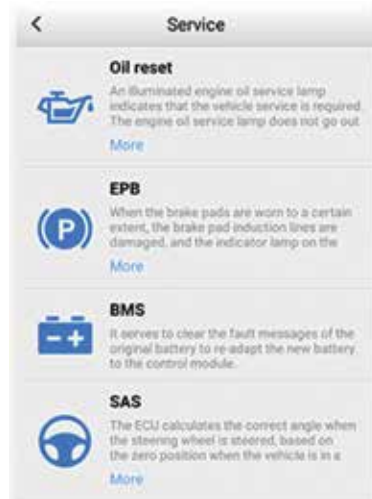 Service
Oil reset
An illuminated engine oil service lamp
indicates that the vehicle service is required.
The engine oil service lamp does not go out
More
EPB
When the brake pads are worn to a certain
extent, the brake pad induction lines are
damaged, and the indicator lamp on the
More
P
BMS
It serves to clear the fault messages of the
original battery to re-adapt the new battery
to the control module.
SAS
The ECU calculates the correct angle when
the steering wheel is steered, based on
the zero position when the vehicle is in a
More